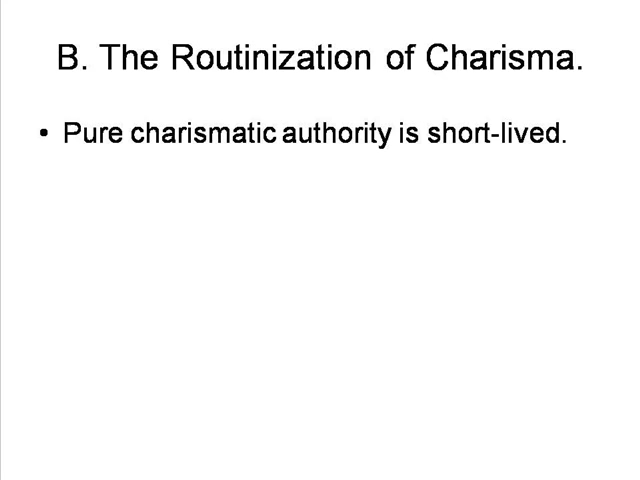 B. The Routinization of Charisma.
• Pure charismatic authority is short-lived.